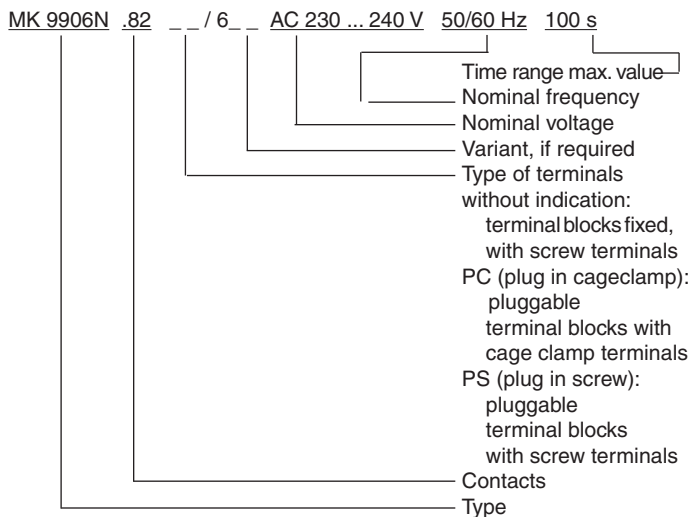 MK 9906N .82 _ _ / 6_ _ AC 230 ... 240 V 50/60 Hz 100 s
Time range max. value
Nominal frequency
Nominal voltage
Variant, if required
Type of terminals
without indication:
terminal blocks fixed,
with screw terminals
PC (plug in cageclamp):
pluggable
terminal blocks with
cage clamp terminals
PS (plug in screw):
pluggable
terminal blocks
with screw terminals
Contacts
Type